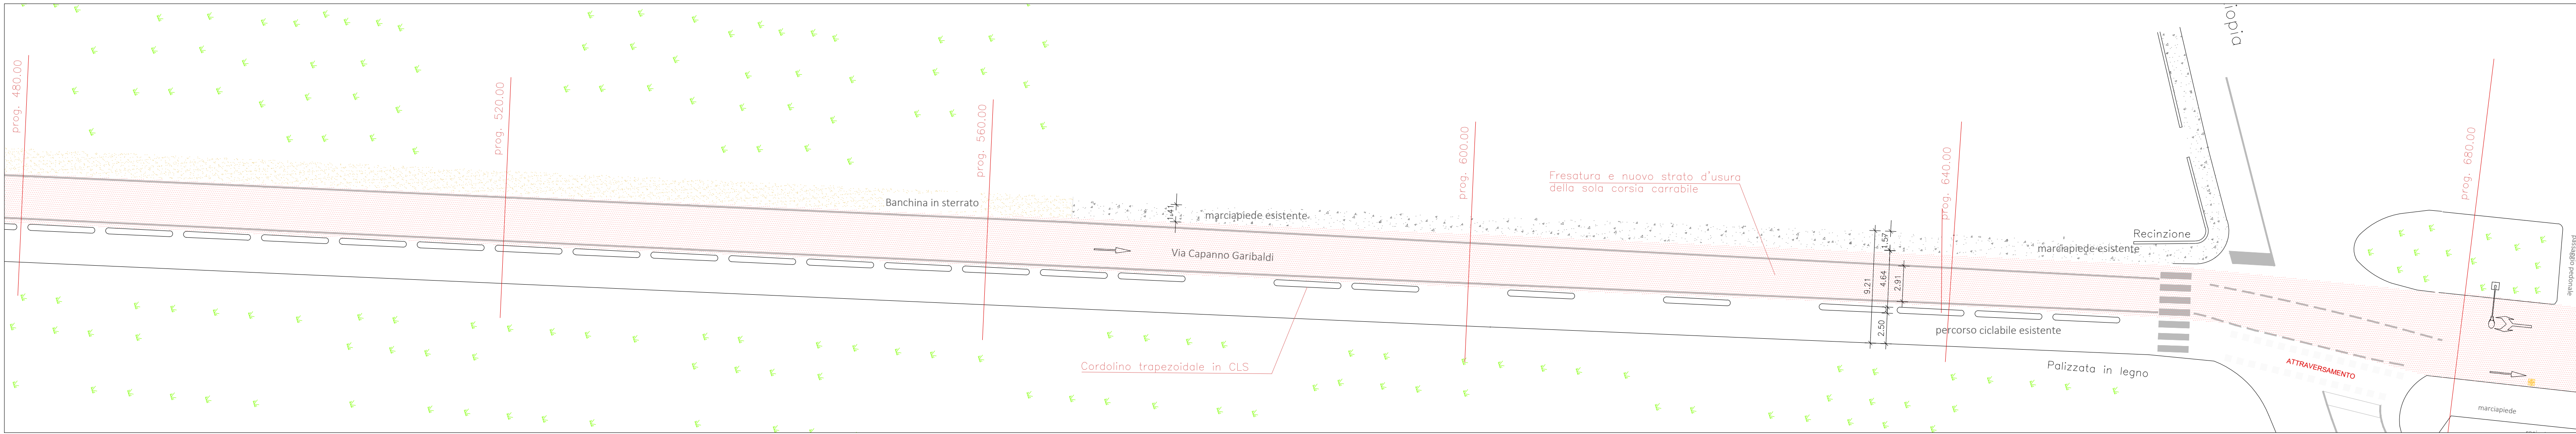 prog. 480.00
prog. 520.00
prog. 560.00
prog. 600.00
prog. 640.00
prog. 680.00
Banchina in sterrato
1.41
marciapiede esistente
Via Capanno Garibaldi
Fresatura e nuovo strato d'usura
della sola corsia carrabile
Cordolino trapezoidale in CLS
9.21
1.57
4.64
2.91
2.50
marciapiede esistente
Recinzione
percorso ciclabile esistente
Palizzata in legno
ATTRAVERSAMENTO
passaggio pedonale
marciapiede